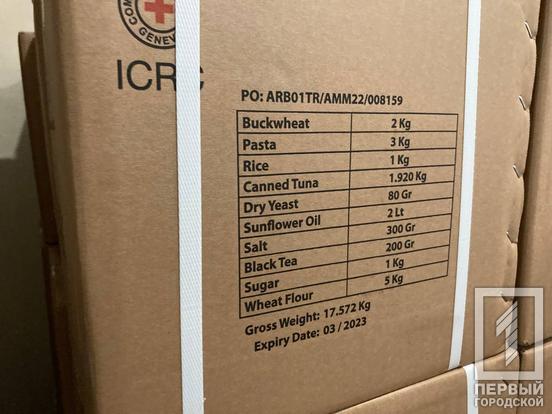 GENEV
ICRC
PO: ARB01TR/AMM22/008159
Buckwheat 2 Kg
Pasta 3 Kg
Rice 1 Kg
Canned Tuna 1.920 Kg
Dry Yeast 80 Gr
Sunflower Oil 2 Lt
Salt 300 Gr
Black Tea 200 Gr
Sugar 1 Kg
Wheat Flour 5 Kg
Gross Weight: 17.572 Kg
Expiry Date: 03 / 2023
1
ПЕРВЫЙ
ГОРОДСКОЙ